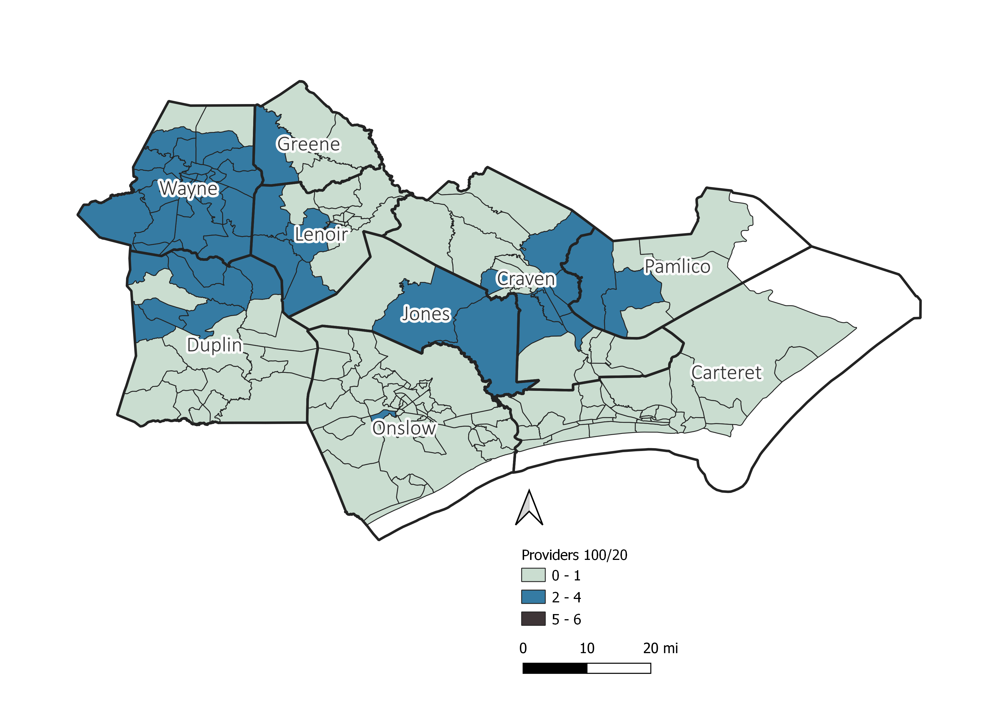 Greene
Wayne
Lenoir
Pamlico
Craven
Jones
Duplin
Carteret
Onslow
Providers 100/20
0 - 1
2 - 4
5 - 6
0 10 20 mi